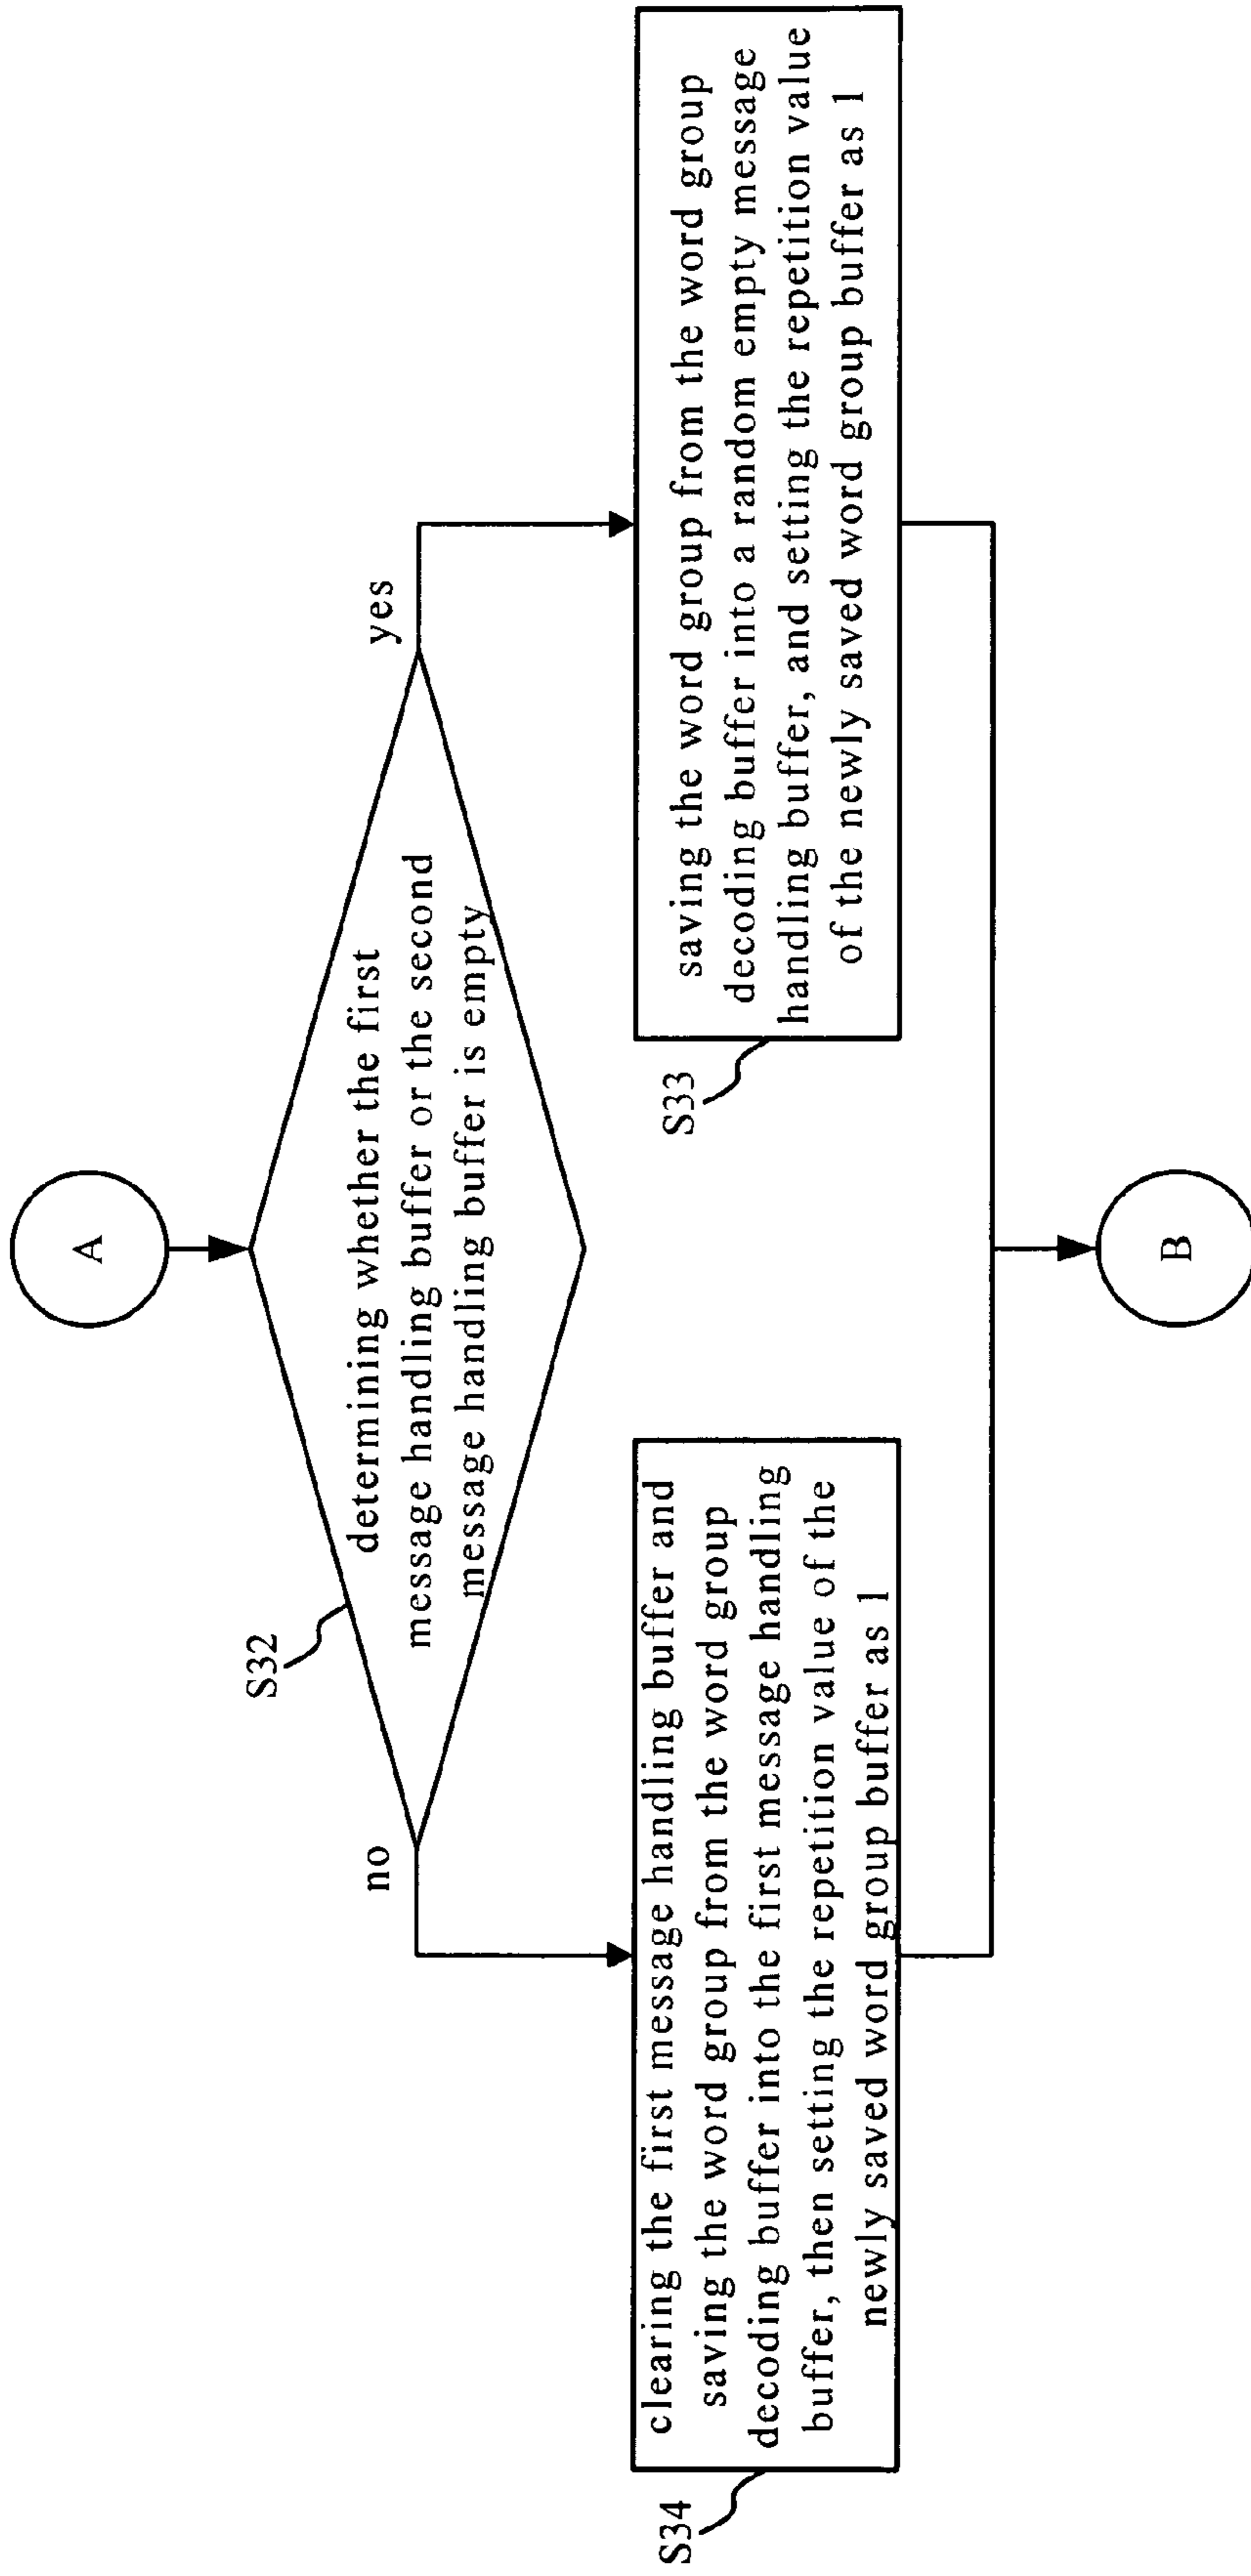 A
S32
determining whether the first
message handling buffer or the second
message handling buffer is empty
no
yes
S34
clearing the first message handling buffer and
saving the word group from the word group
decoding buffer into the first message handling
buffer, then setting the repetition value of the
newly saved word group buffer as 1
S33
saving the word group from the word group
decoding buffer into a random empty message
handling buffer, and setting the repetition value
of the newly saved word group buffer as 1
B